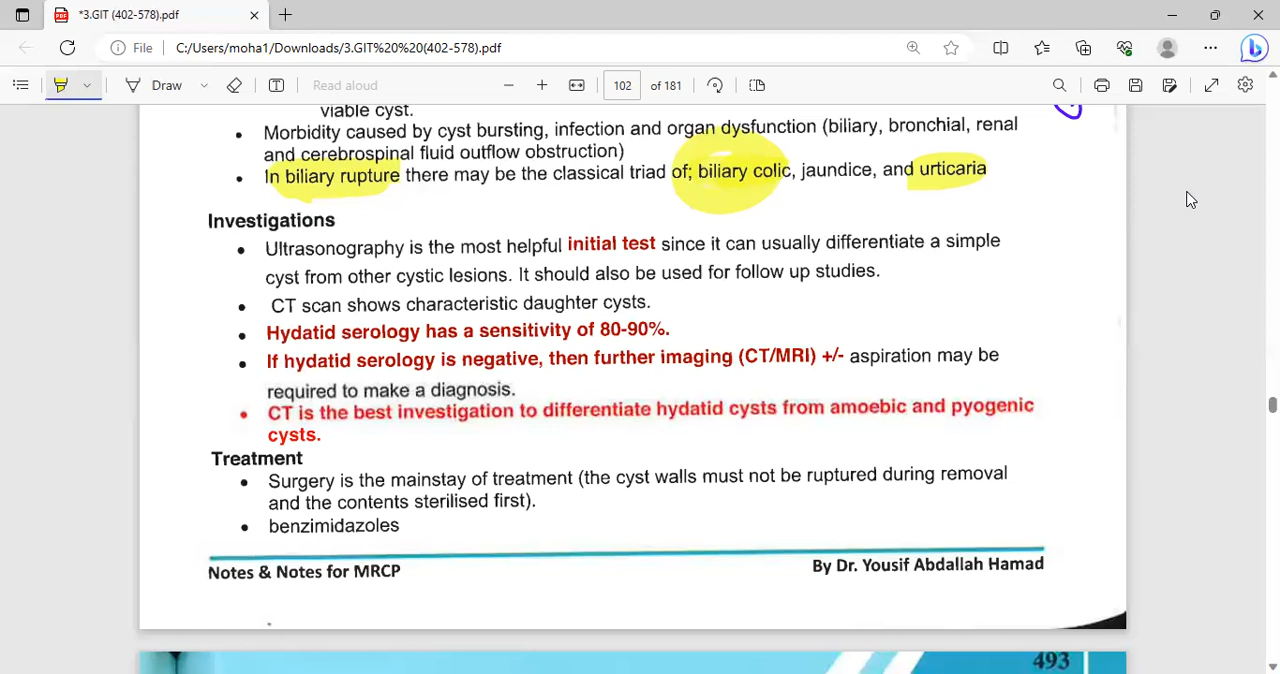 *3.GIT (402-578).pdf
File C:/Users/moha1/Downloads/3.GIT%20%20(402-578).pdf
Draw Read aloud 102 of 181
viable cyst.
• Morbidity caused by cyst bursting, infection and organ dysfunction (biliary, bronchial, renal
and cerebrospinal fluid outflow obstruction)
• In biliary rupture there may be the classical triad of; biliary colic, jaundice, and urticaria
Investigations
• Ultrasonography is the most helpful initial test since it can usually differentiate a simple
cyst from other cystic lesions. It should also be used for follow up studies.
• CT scan shows characteristic daughter cysts.
• Hydatid serology has a sensitivity of 80-90%.
• If hydatid serology is negative, then further imaging (CT/MRI) +/- aspiration may be
required to make a diagnosis.
• CT is the best investigation to differentiate hydatid cysts from amoebic and pyogenic
cysts.
Treatment
• Surgery is the mainstay of treatment (the cyst walls must not be ruptured during removal
and the contents sterilised first).
• benzimidazoles
Notes & Notes for MRCP By Dr. Yousif Abdallah Hamad
493